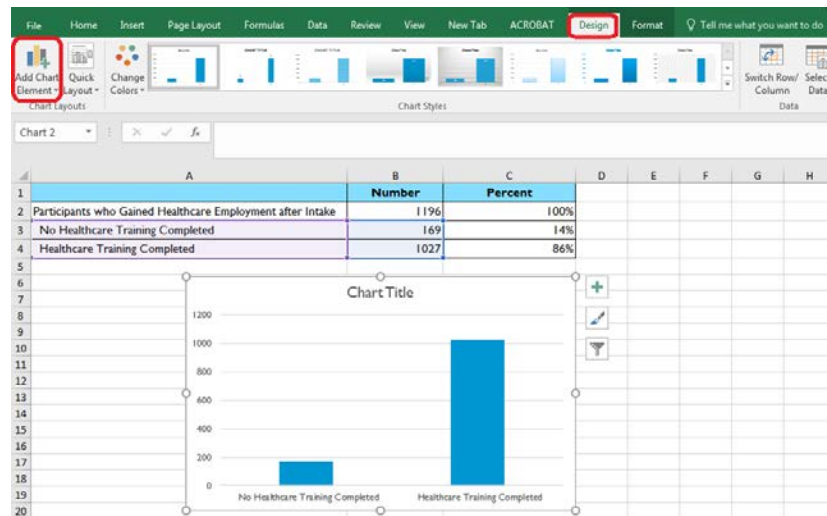 File Home Insert Page Layout Formulas Data Review View New Tab ACROBAT Design Format Tell me what you want to do
Add Chart Element Quick Layout Change Colors Switch Row/ Column Selec Data
Chart Layouts Chart Styles Data
Chart 2 fx
A B C D E F G H
1 Number Percent
2 Participants who Gained Healthcare Employment after Intake 1196 100%
3 No Healthcare Training Completed 169 14%
4 Healthcare Training Completed 1027 86%
5
6
7
8
9
10
11
12
13
14
15
16
17
18
19
20
Chart Title
1200
1000
800
600
400
200
0
No Healthcare Training Completed Healthcare Training Completed